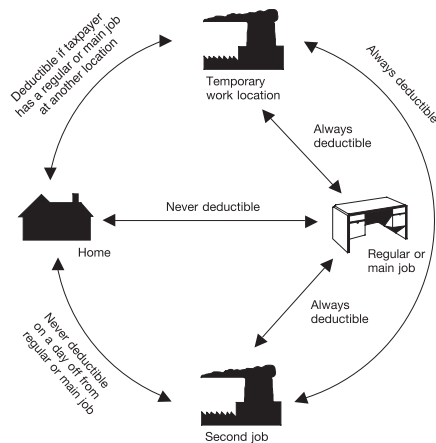 Deductible if taxpayer
has a regular or main job
at another location
Temporary
work location
Always deductible
Always
deductible
Never deductible
Home
Regular or
main job
Always
deductible
Never deductible
on a day off from
regular or main job
Second job